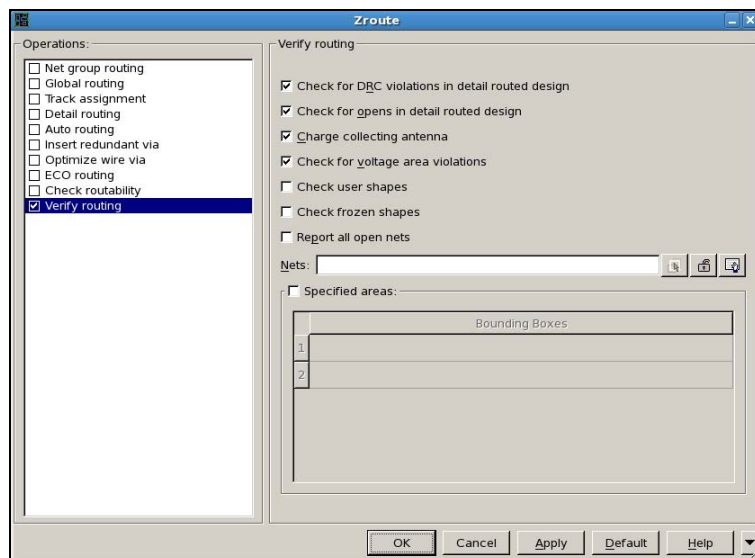 Zroute
Operations:
Net group routing
Global routing
Track assignment
Detail routing
Auto routing
Insert redundant via
Optimize wire via
ECO routing
Check routability
Verify routing
Verify routing
Check for DRC violations in detail routed design
Check for opens in detail routed design
Charge collecting antenna
Check for voltage area violations
Check user shapes
Check frozen shapes
Report all open nets
Nets:
Specified areas:
Bounding Boxes
1
2
OK Cancel Apply Default Help